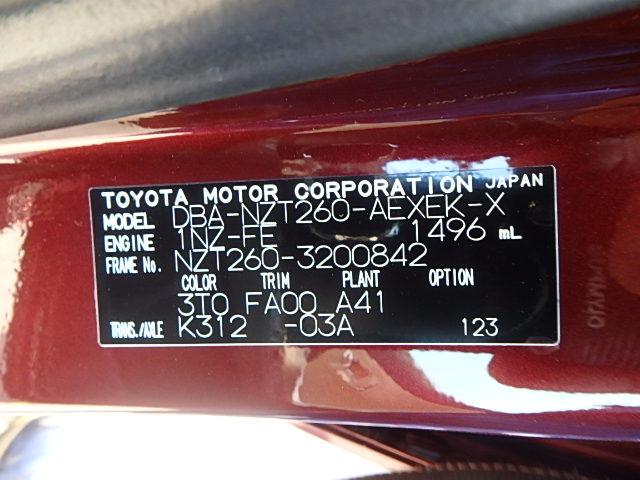 TOYOTA MOTOR CORPORATION JAPAN
MODEL DBA-NZT260-AEXEK-X
ENGINE 1NZ-FE 1496 mL
FRAME No. NZT260-3200842
COLOR TRIM PLANT OPTION
3T0 FA00 A41
TRANS./AXLE K312 -03A 123